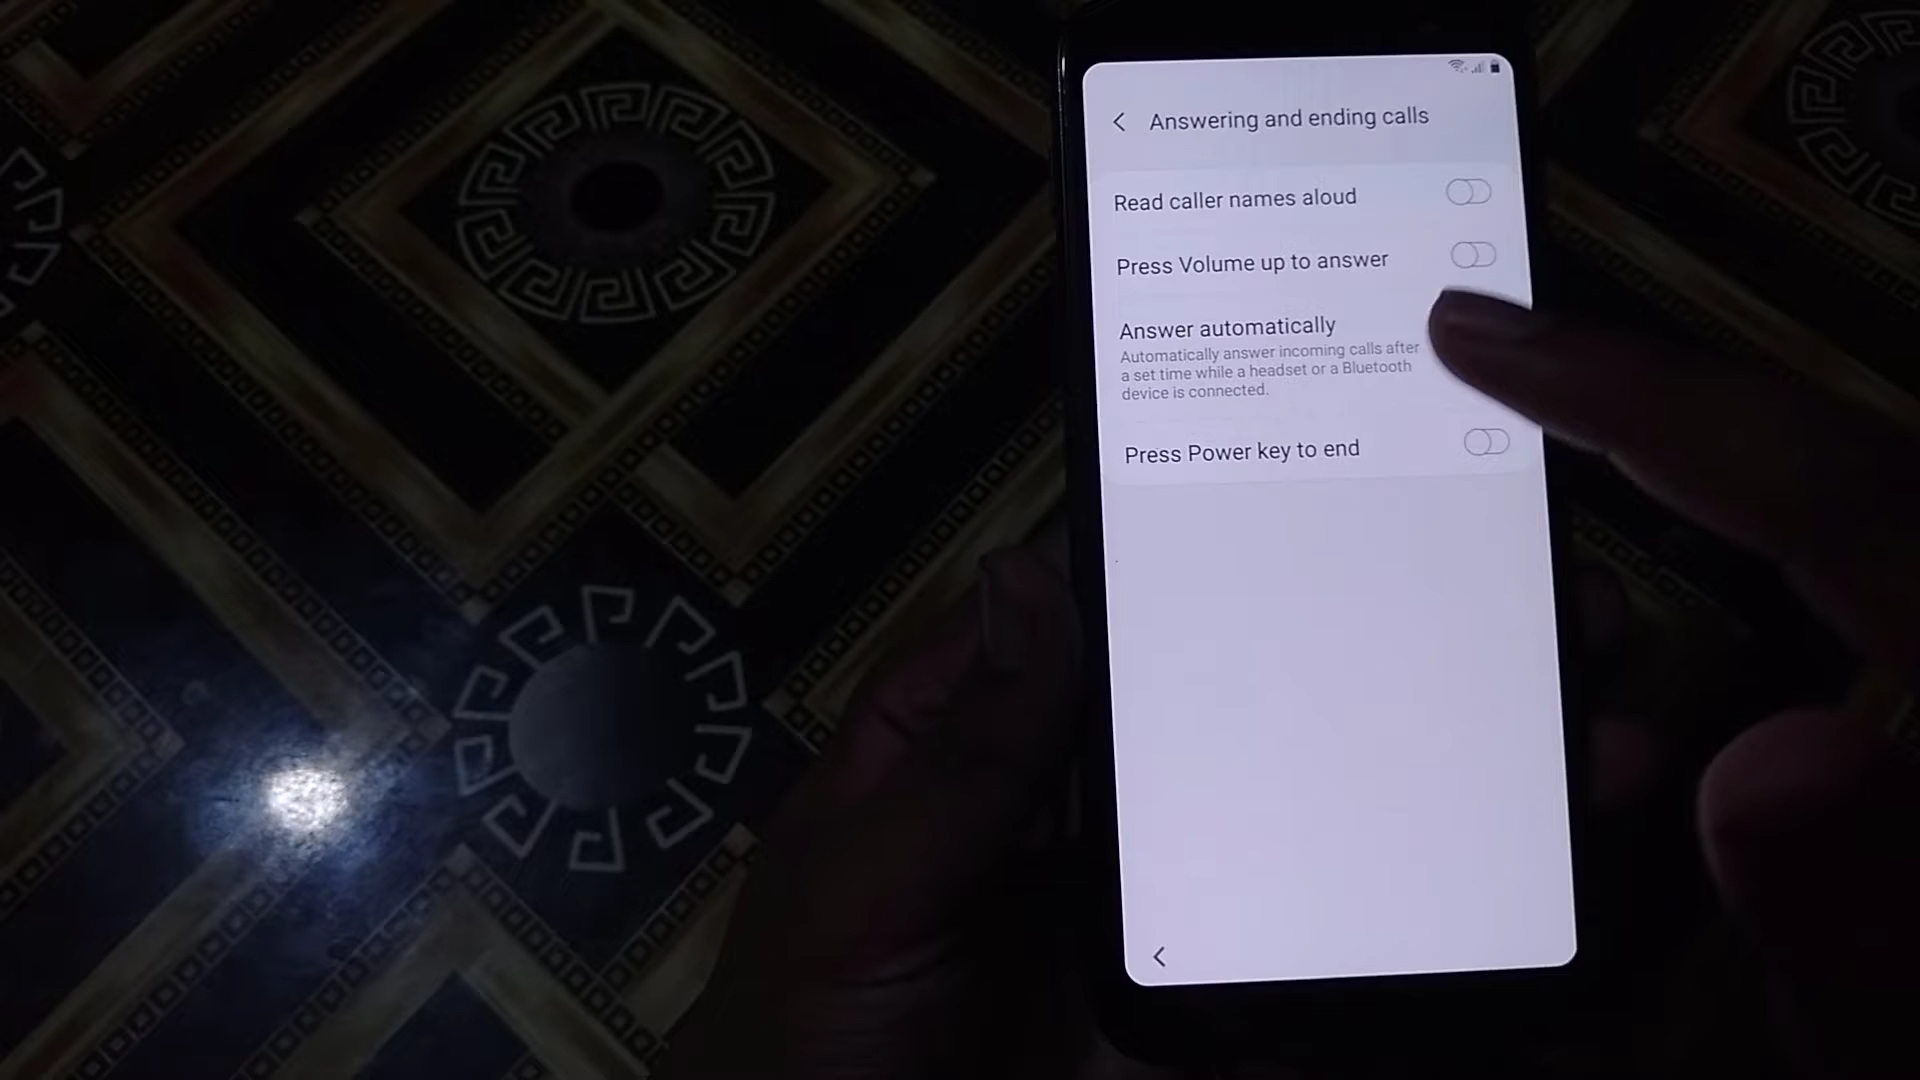 Answering and ending calls
Read caller names aloud
Press Volume up to answer
Answer automatically
Automatically answer incoming calls after
a set time while a headset or a Bluetooth
device is connected.
Press Power key to end